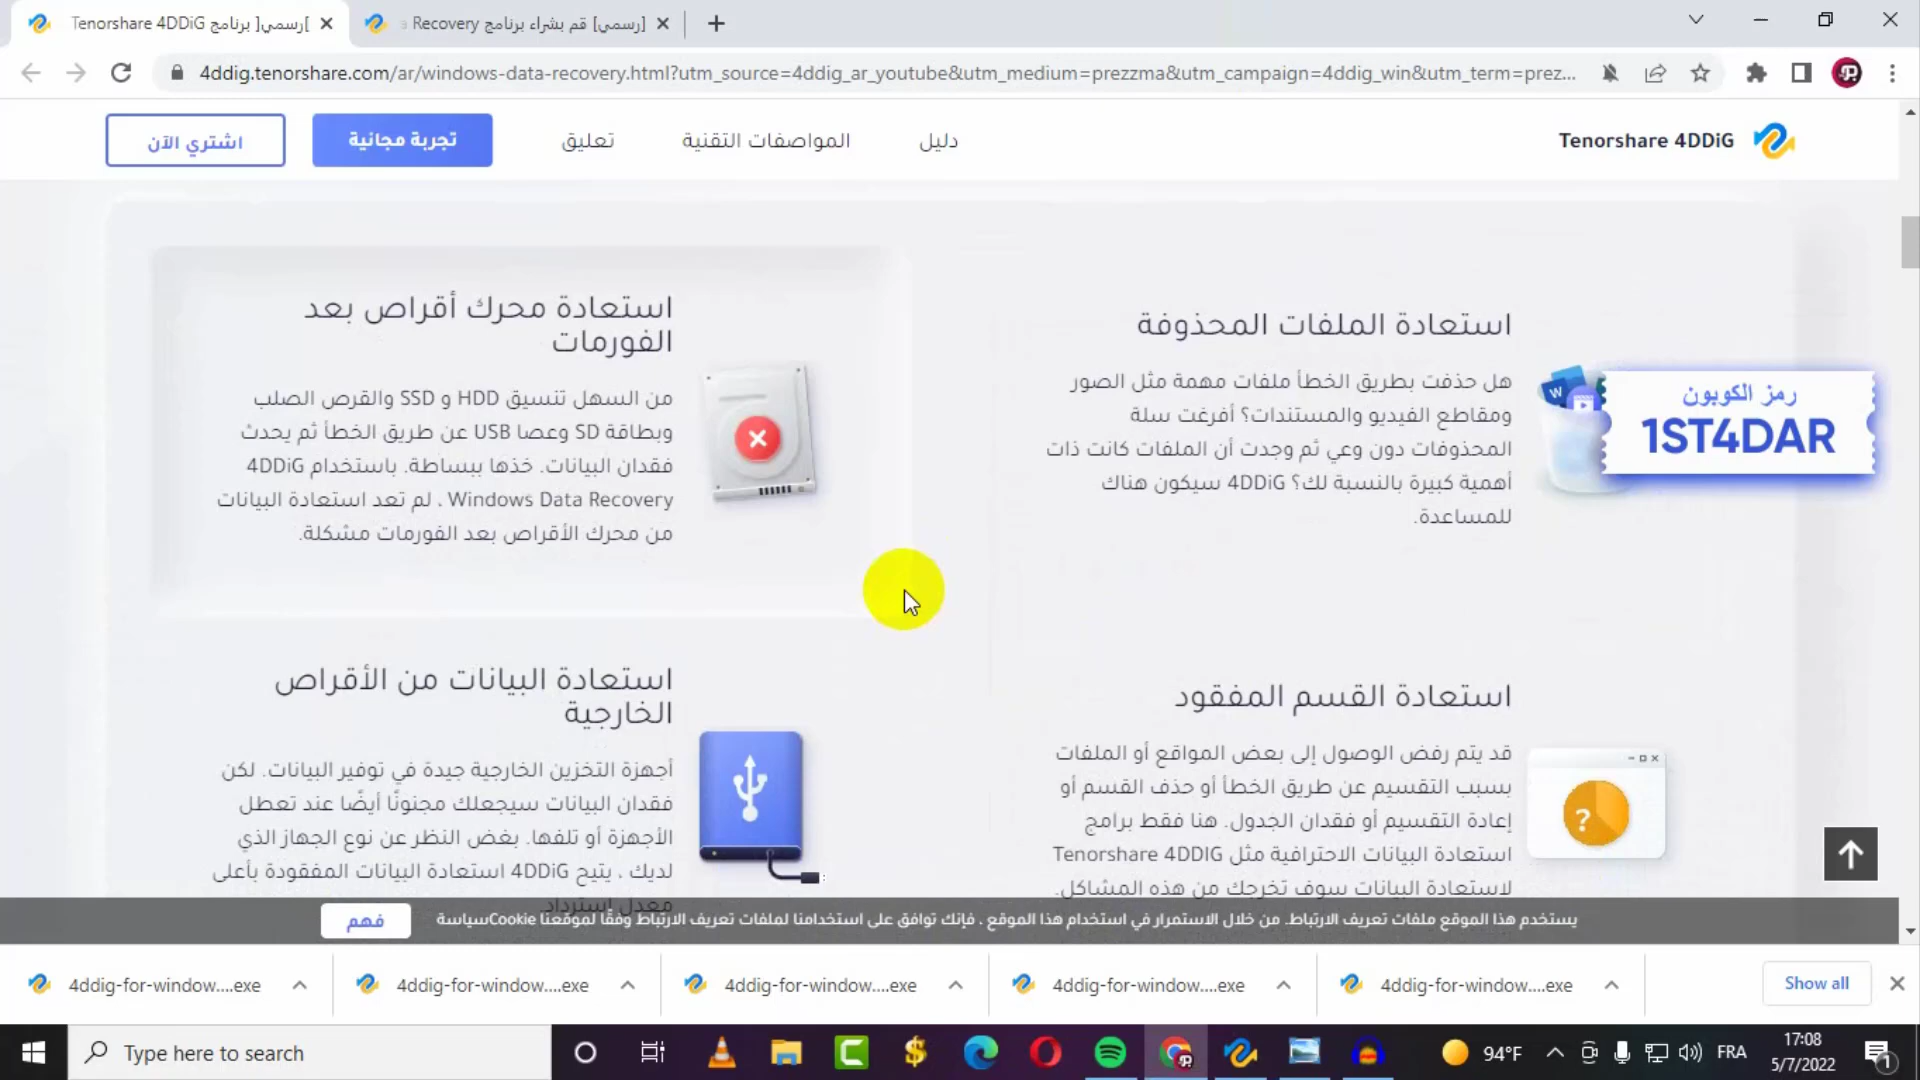 [رسمي] برنامج Tenorshare 4DDiG
[رسمي] قم بشراء برنامج Recovery
4ddig.tenorshare.com/ar/windows-data-recovery.html?utm_source=4ddig_ar_youtube&utm_medium=prezzma&utm_campaign=4ddig_win&utm_term=prez...
Tenorshare 4DDiG
دليل
المواصفات التقنية
تعليق
تجربة مجانية
اشتري الآن
استعادة الملفات المحذوفة
هل حذفت بطريق الخطأ ملفات مهمة مثل الصور
ومقاطع الفيديو والمستندات؟ أفرغت سلة
المحذوفات دون وعي ثم وجدت أن الملفات كانت ذات
أهمية كبيرة بالنسبة لك؟ 4DDiG سيكون هناك
للمساعدة.
رمز الكوبون
1ST4DAR
استعادة محرك أقراص بعد
الفورمات
من السهل تنسيق HDD و SSD والقرص الصلب
وبطاقة SD وعصا USB عن طريق الخطأ ثم يحدث
فقدان البيانات. خذها ببساطة. باستخدام 4DDiG
Windows Data Recovery ، لم تعد استعادة البيانات
من محرك الأقراص بعد الفورمات مشكلة.
استعادة القسم المفقود
قد يتم رفض الوصول إلى بعض المواقع أو الملفات
بسبب التقسيم عن طريق الخطأ أو حذف القسم أو
إعادة التقسيم أو فقدان الجدول. هنا فقط برامج
استعادة البيانات الاحترافية مثل Tenorshare 4DDIG
لاستعادة البيانات سوف تخرجك من هذه المشاكل.
استعادة البيانات من الأقراص
الخارجية
أجهزة التخزين الخارجية جيدة في توفير البيانات. لكن
فقدان البيانات سيجعلك مجنونًا أيضًا عند تعطل
الأجهزة أو تلفها. بغض النظر عن نوع الجهاز الذي
لديك ، يتيح 4DDiG استعادة البيانات المفقودة بأعلى
معدل استرداد.
يستخدم هذا الموقع ملفات تعريف الارتباط. من خلال الاستمرار في استخدام هذا الموقع ، فإنك توافق على استخدامنا لملفات تعريف الارتباط وفقًا لموقعنا Cookieسياسة
فهم
4ddig-for-window....exe
4ddig-for-window....exe
4ddig-for-window....exe
4ddig-for-window....exe
4ddig-for-window....exe
Show all
Type here to search
94°F
FRA
17:08
5/7/2022
1